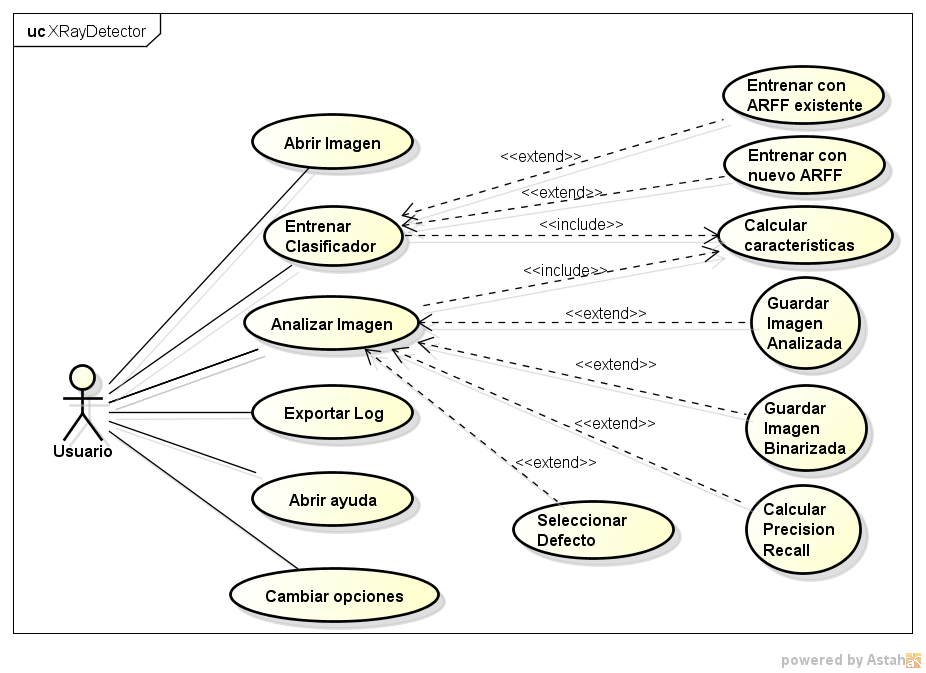 uc XRayDetector
Entrenar con
ARFF existente
Abrir Imagen
<<extend>>
Entrenar con
nuevo ARFF
<<extend>>
Entrenar
Clasificador
<<include>>
Calcular
características
<<include>>
Analizar Imagen
<<extend>>
Guardar
Imagen
Analizada
<<extend>>
Usuario
Exportar Log
<<extend>>
Guardar
Imagen
Binarizada
<<extend>>
Abrir ayuda
Seleccionar
Defecto
Calcular
Precision
Recall
Cambiar opciones
powered by Astah